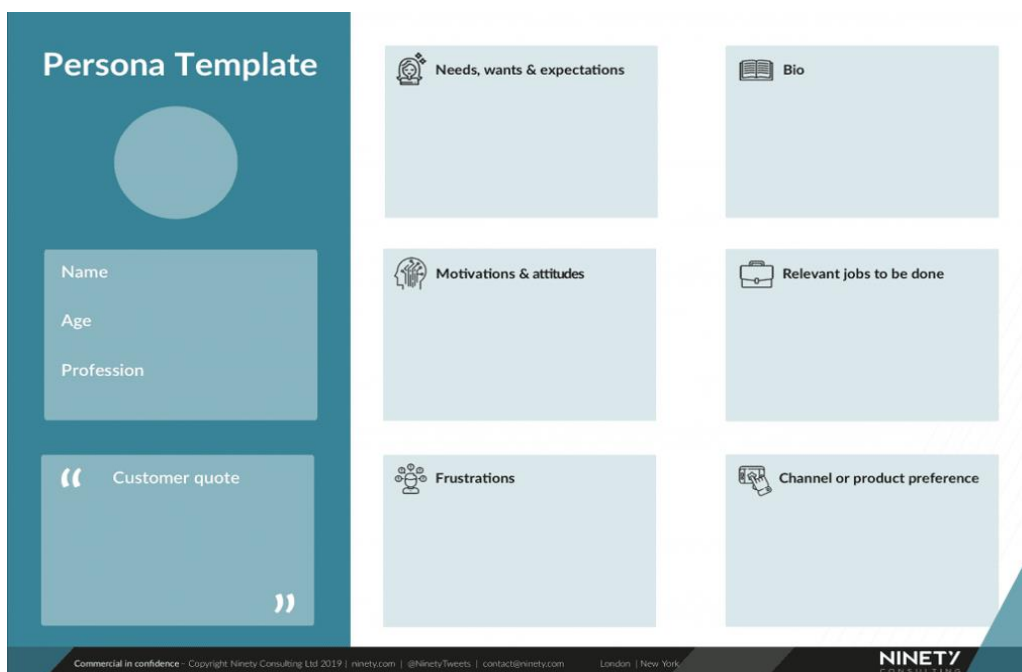 Persona Template
Name
Age
Profession
Customer quote
Needs, wants & expectations
Bio
Motivations & attitudes
Relevant jobs to be done
Frustrations
Channel or product preference
Commercial in confidence – Copyright Ninety Consulting Ltd 2019 | ninety.com | @NinetyTweets | contact@ninety.com London | New York
NINETY
CONSULTING